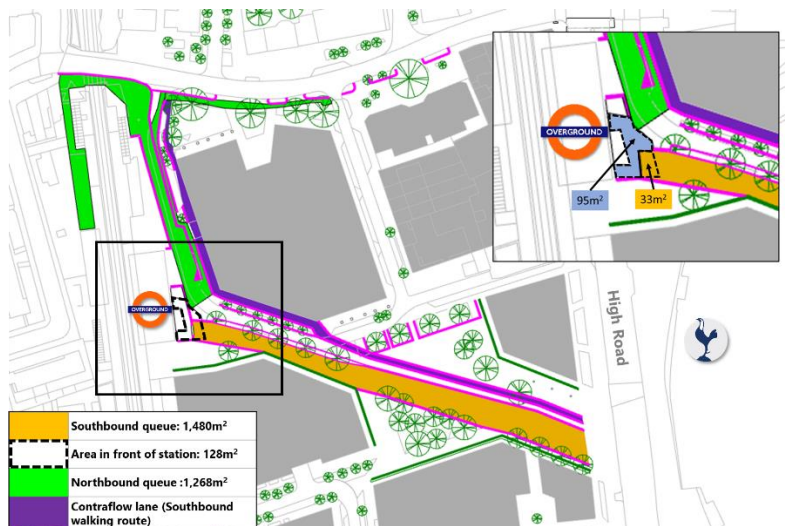 OVERGROUND
95m²
33m²
OVERGROUND
High Road
Southbound queue: 1,480m²
Area in front of station: 128m²
Northbound queue :1,268m²
Contraflow lane (Southbound
walking route)